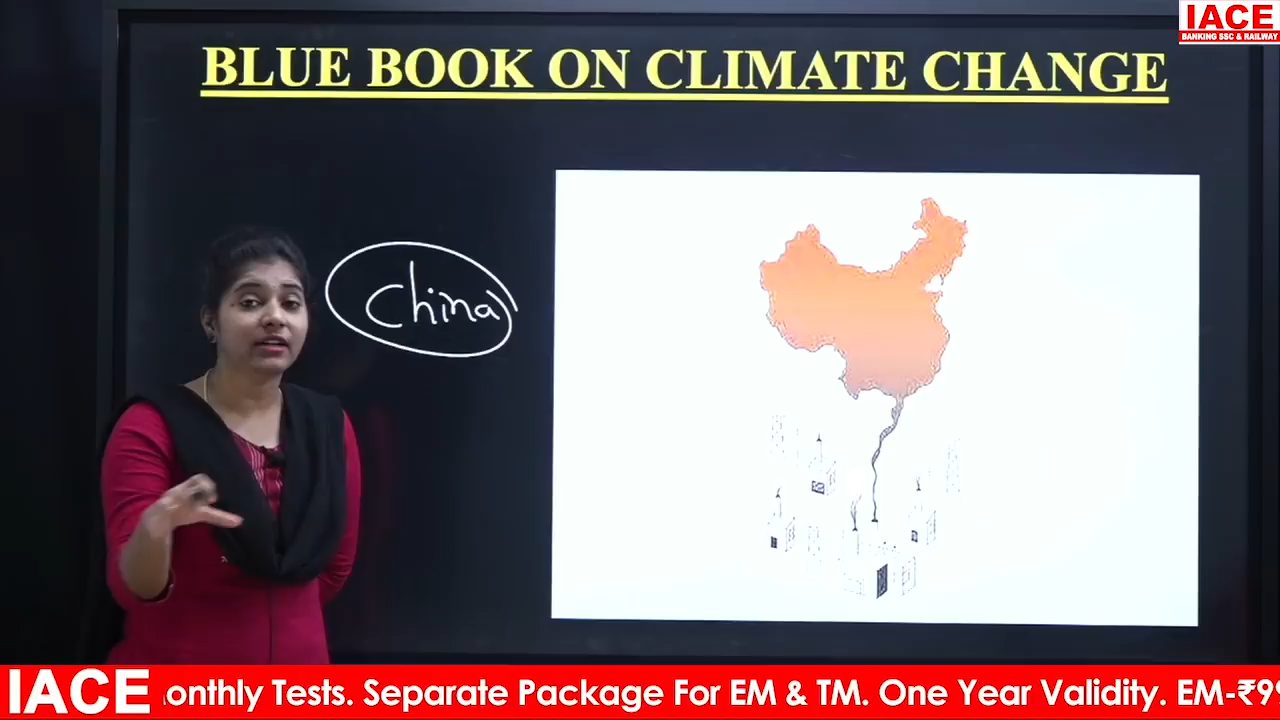 IACE
BANKING SSC & RAILWAY
BLUE BOOK ON CLIMATE CHANGE
China
IACE onthly Tests. Separate Package For EM & TM. One Year Validity. EM-₹99